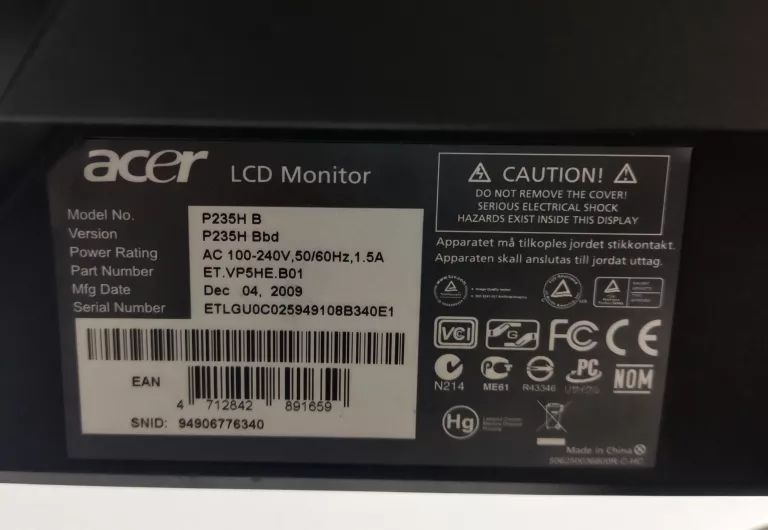 acer LCD Monitor
Model No. P235H B
Version P235H Bbd
Power Rating AC 100-240V,50/60Hz,1.5A
Part Number ET.VP5HE.B01
Mfg Date Dec 04, 2009
Serial Number ETLGU0C025949108B340E1
EAN
4 712842 891659
SNID: 94906776340
CAUTION!
DO NOT REMOVE THE COVER!
SERIOUS ELECTRICAL SHOCK
HAZARDS EXIST INSIDE THIS DISPLAY
Apparatet må tilkoples jordet stikkontakt.
Apparaten skall anslutas till jordat uttag.
VCI G FC CE
N214 ME61 R43346 PC NOM
Hg
Made in China